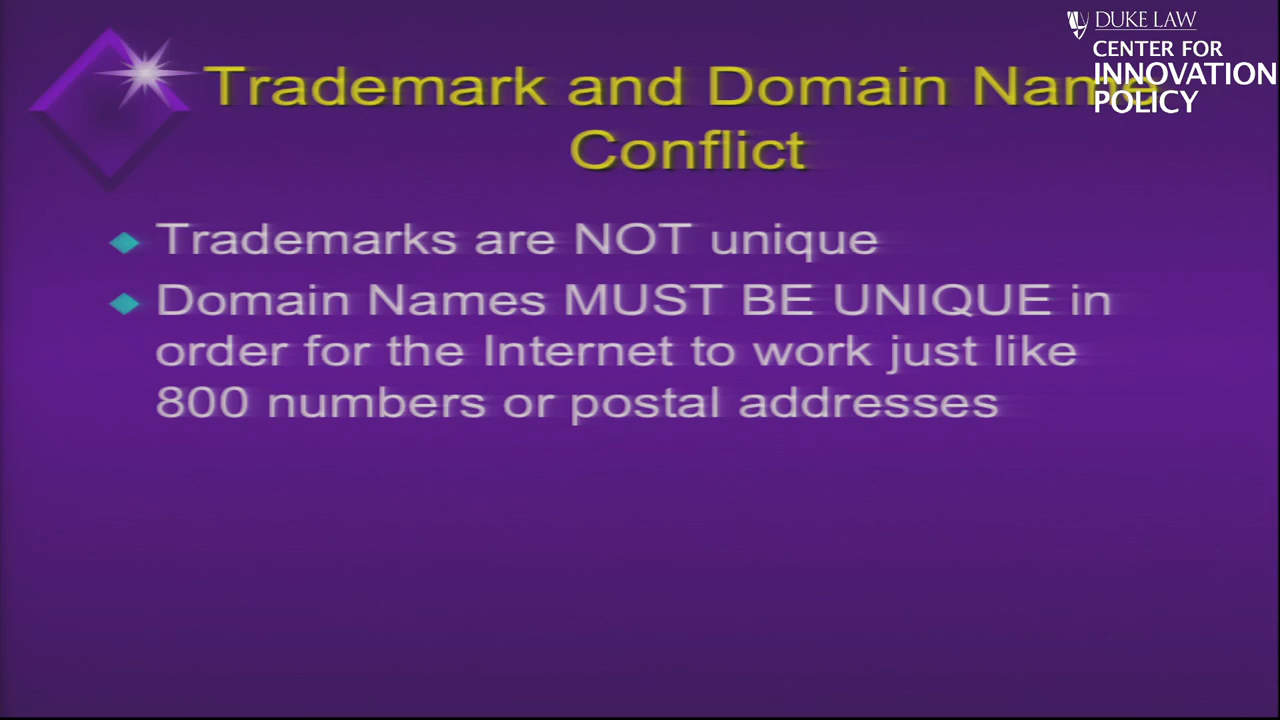 DUKE LAW
CENTER FOR
INNOVATION
POLICY
Trademark and Domain Name
Conflict
Trademarks are NOT unique
Domain Names MUST BE UNIQUE in
order for the Internet to work just like
800 numbers or postal addresses